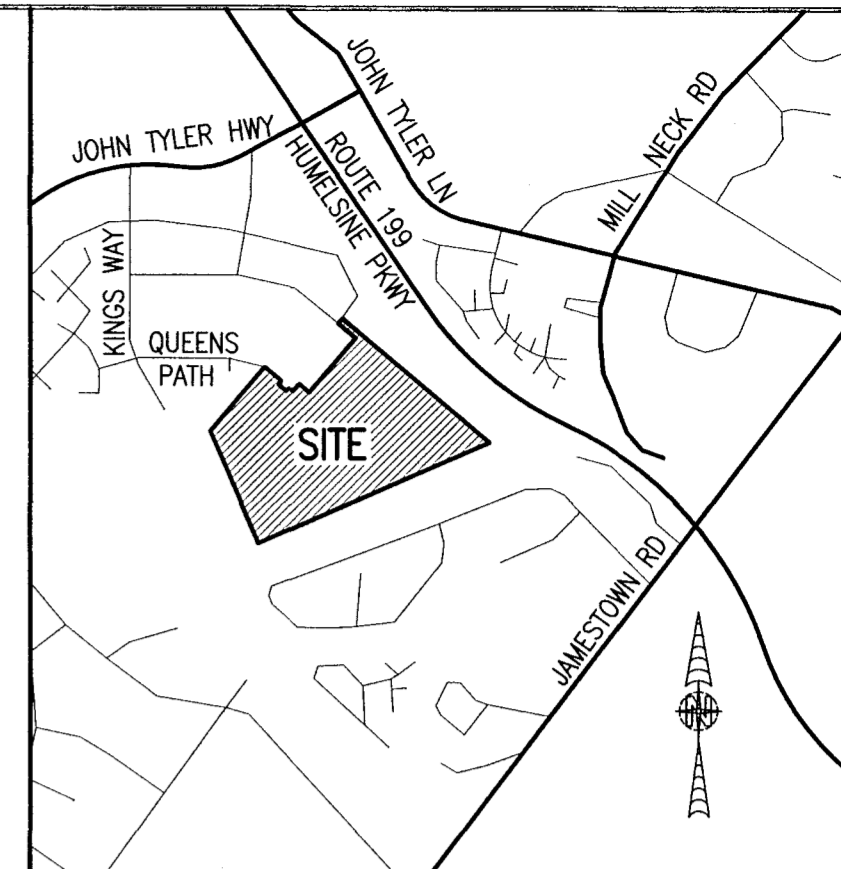 JOHN TYLER HWY
ROUTE 199
HUMELSINE PKWY
JOHN TYLER LN
MILL NECK RD
KINGS WAY
QUEENS
PATH
SITE
JAMESTOWN RD